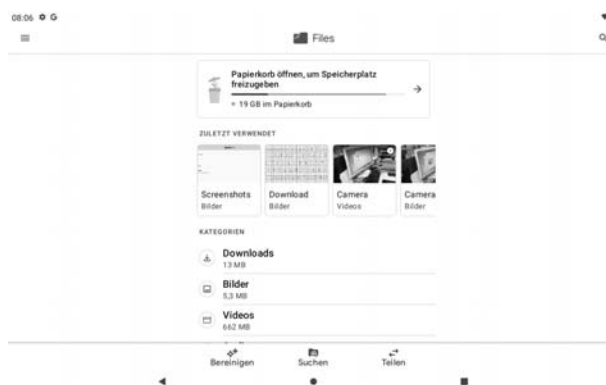 08:06 G
Files
Papierkorb öffnen, um Speicherplatz
freizugeben
19 GB im Papierkorb
ZULETZT VERWENDET
Screenshots
Bilder
Download
Bilder
Camera
Videos
Camera
Bilder
KATEGORIEN
Downloads
13 MB
Bilder
5,3 MB
Videos
662 MB
Bereinigen Suchen Teilen